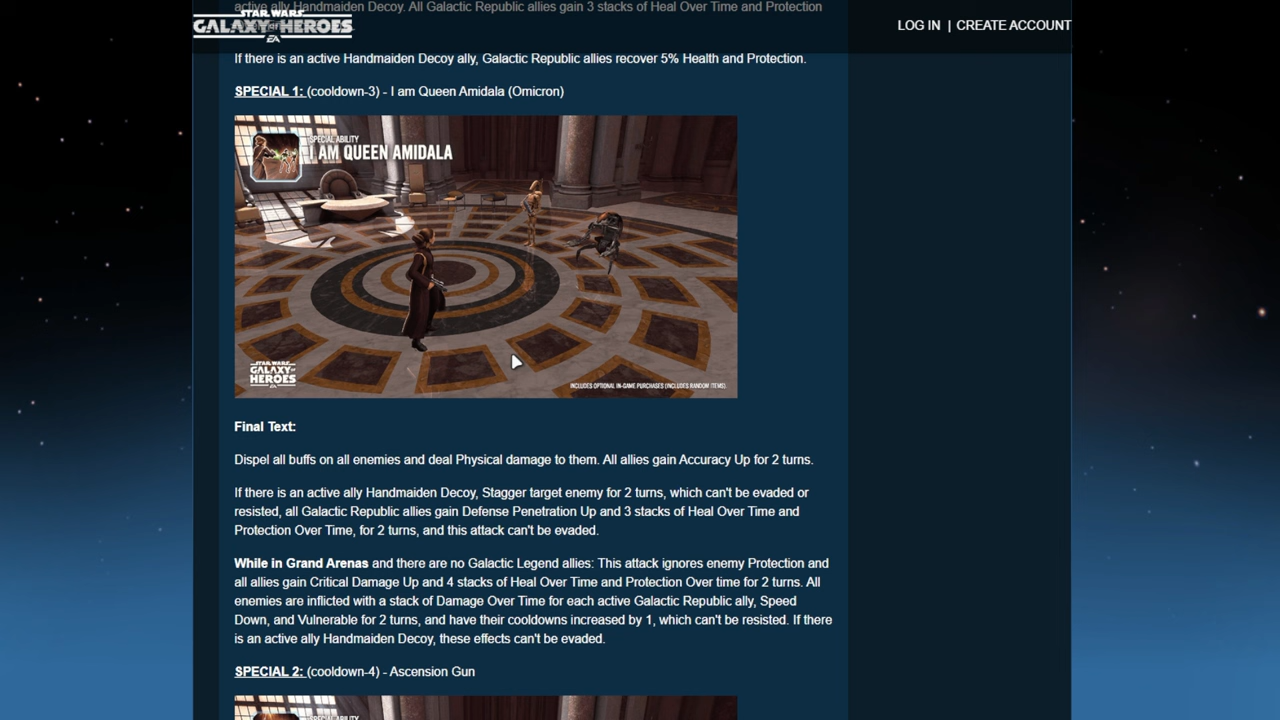 active ally Handmaiden Decoy. All Galactic Republic allies gain 3 stacks of Heal Over Time and Protection
STAR WARS
GALAXY OF HEROES
EA
LOG IN | CREATE ACCOUNT
If there is an active Handmaiden Decoy ally, Galactic Republic allies recover 5% Health and Protection.
SPECIAL 1: (cooldown-3) - I am Queen Amidala (Omicron)
SPECIAL ABILITY
I AM QUEEN AMIDALA
STAR WARS
GALAXY OF
HEROES
EA
INCLUDES OPTIONAL IN-GAME PURCHASES (INCLUDES RANDOM ITEMS).
Final Text:
Dispel all buffs on all enemies and deal Physical damage to them. All allies gain Accuracy Up for 2 turns.
If there is an active ally Handmaiden Decoy, Stagger target enemy for 2 turns, which can't be evaded or
resisted, all Galactic Republic allies gain Defense Penetration Up and 3 stacks of Heal Over Time and
Protection Over Time, for 2 turns, and this attack can't be evaded.
While in Grand Arenas and there are no Galactic Legend allies: This attack ignores enemy Protection and
all allies gain Critical Damage Up and 4 stacks of Heal Over Time and Protection Over time for 2 turns. All
enemies are inflicted with a stack of Damage Over Time for each active Galactic Republic ally, Speed
Down, and Vulnerable for 2 turns, and have their cooldowns increased by 1, which can't be resisted. If there
is an active ally Handmaiden Decoy, these effects can't be evaded.
SPECIAL 2: (cooldown-4) - Ascension Gun